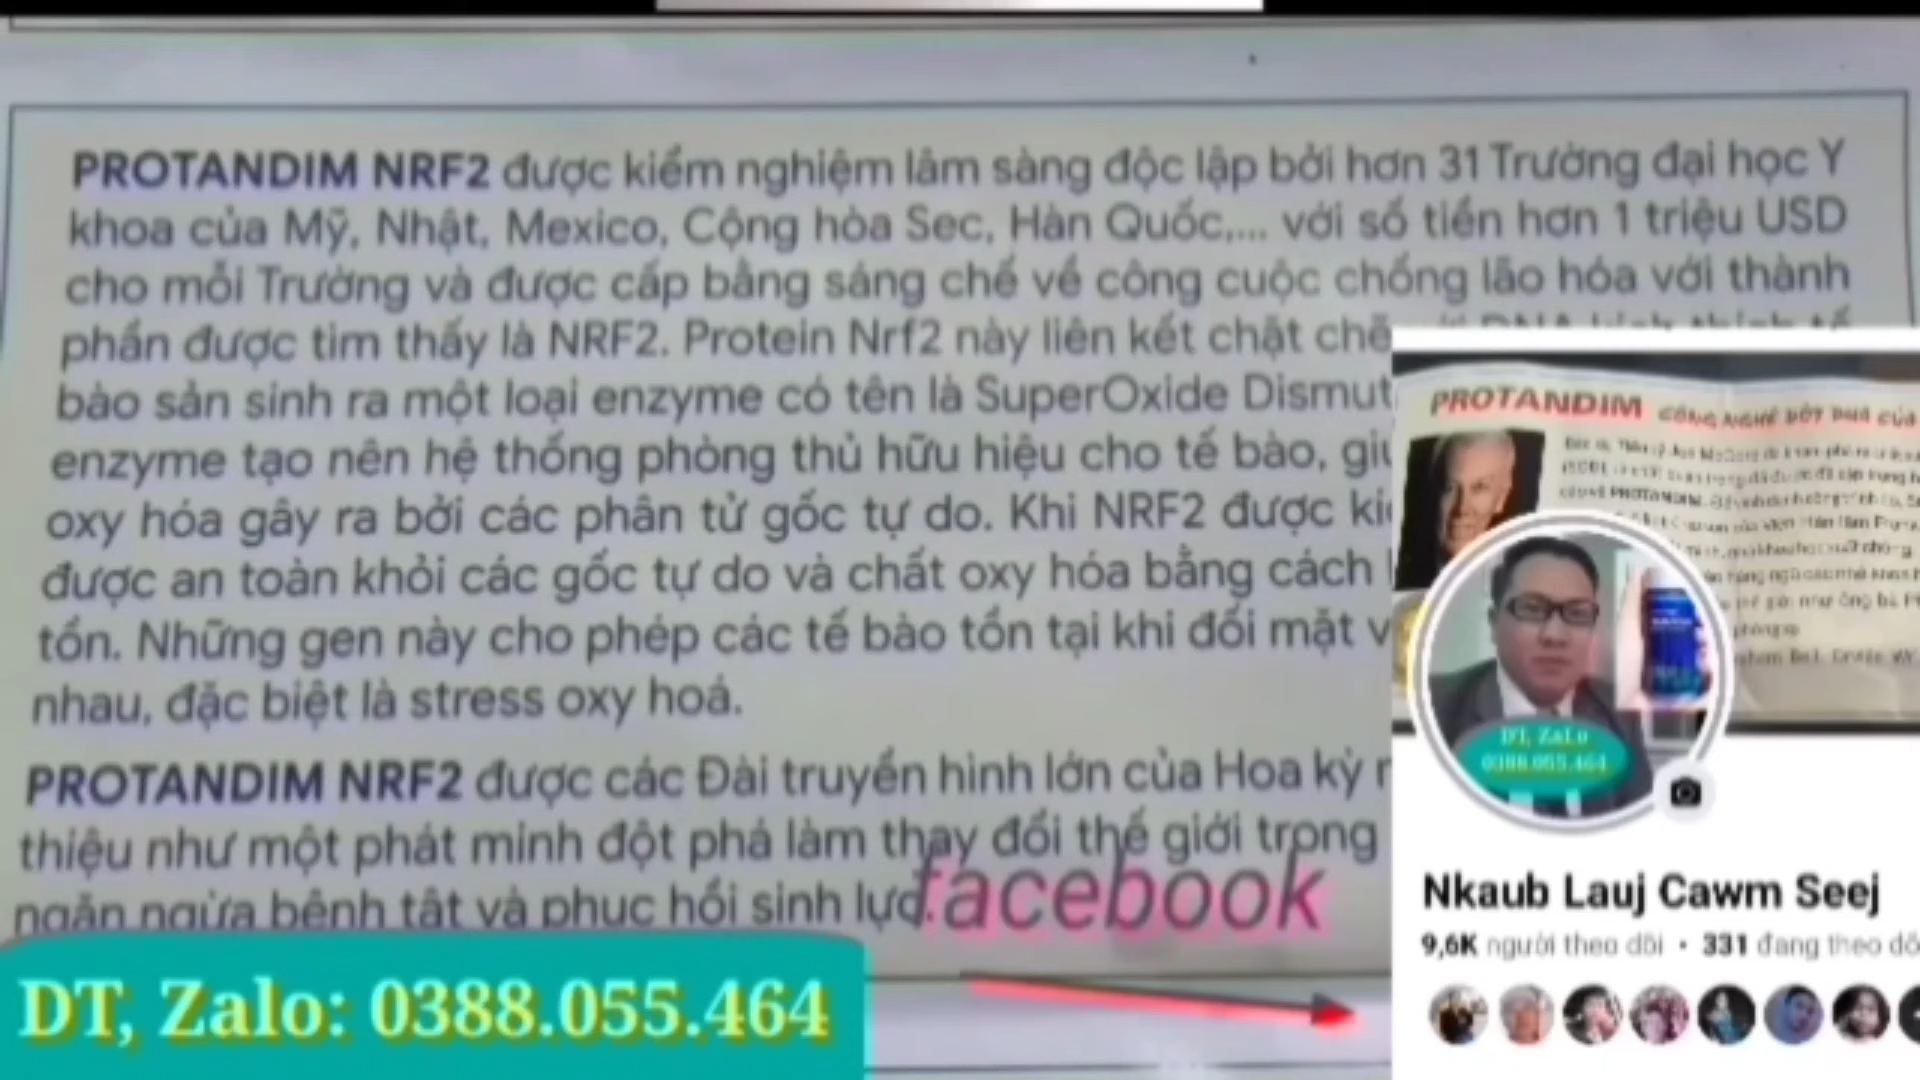 PROTANDIM NRF2 được kiểm nghiệm lâm sàng độc lập bởi hơn 31 Trường đại học Y
khoa của Mỹ, Nhật, Mexico, Cộng hòa Sec, Hàn Quốc,... với số tiền hơn 1 triệu USD
cho mỗi Trường và được cấp bằng sáng chế về công cuộc chống lão hóa với thành
phần được tìm thấy là NRF2. Protein Nrf2 này liên kết chặt chẽ
bào sản sinh ra một loại enzyme có tên là SuperOxide Dismut
enzyme tạo nên hệ thống phòng thủ hữu hiệu cho tế bào, giú
oxy hóa gây ra bởi các phân tử gốc tự do. Khi NRF2 được
được an toàn khỏi các gốc tự do và chất oxy hóa bằng cách
tồn. Những gen này cho phép các tế bào tồn tại khi đối mặt
nhau, đặc biệt là stress oxy hoá.
PROTANDIM NRF2 được các Đài truyền hình lớn của Hoa kỳ
thiệu như một phát minh đột phá làm thay đổi thế giới trong
ngăn ngừa bệnh tật và phục hồi sinh lực.
facebook
DT, Zalo: 0388.055.464
PROTANDIM CÔNG NGHỆ ĐỘT PHÁ CỦA
DT, ZaLo
0388.055.464
Nkaub Lauj Cawm Seej
9,6K người theo dõi • 331 đang theo dõ